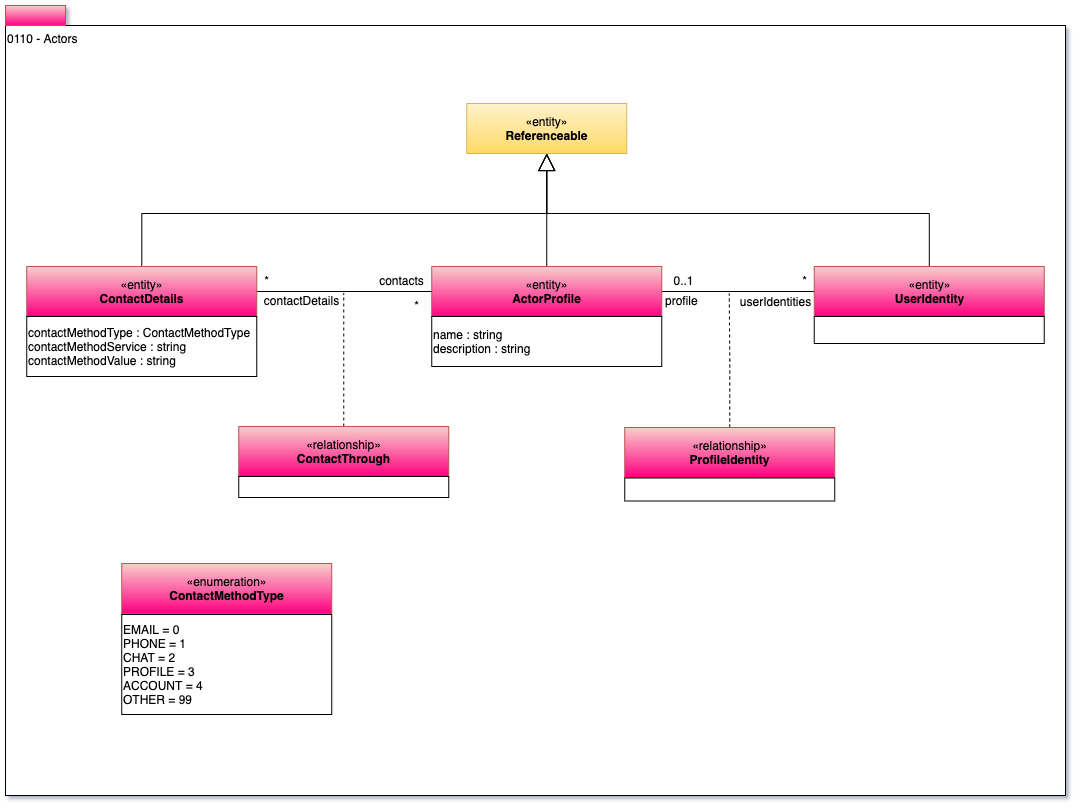 0110 - Actors
«entity»
Referenceable
«entity»
ContactDetails
contactMethodType : ContactMethodType
contactMethodService : string
contactMethodValue : string
*
contactDetails
contacts
*
«entity»
ActorProfile
name : string
description : string
0..1
profile
*
userIdentities
«entity»
UserIdentity
«relationship»
ContactThrough
«relationship»
ProfileIdentity
«enumeration»
ContactMethodType
EMAIL = 0
PHONE = 1
CHAT = 2
PROFILE = 3
ACCOUNT = 4
OTHER = 99